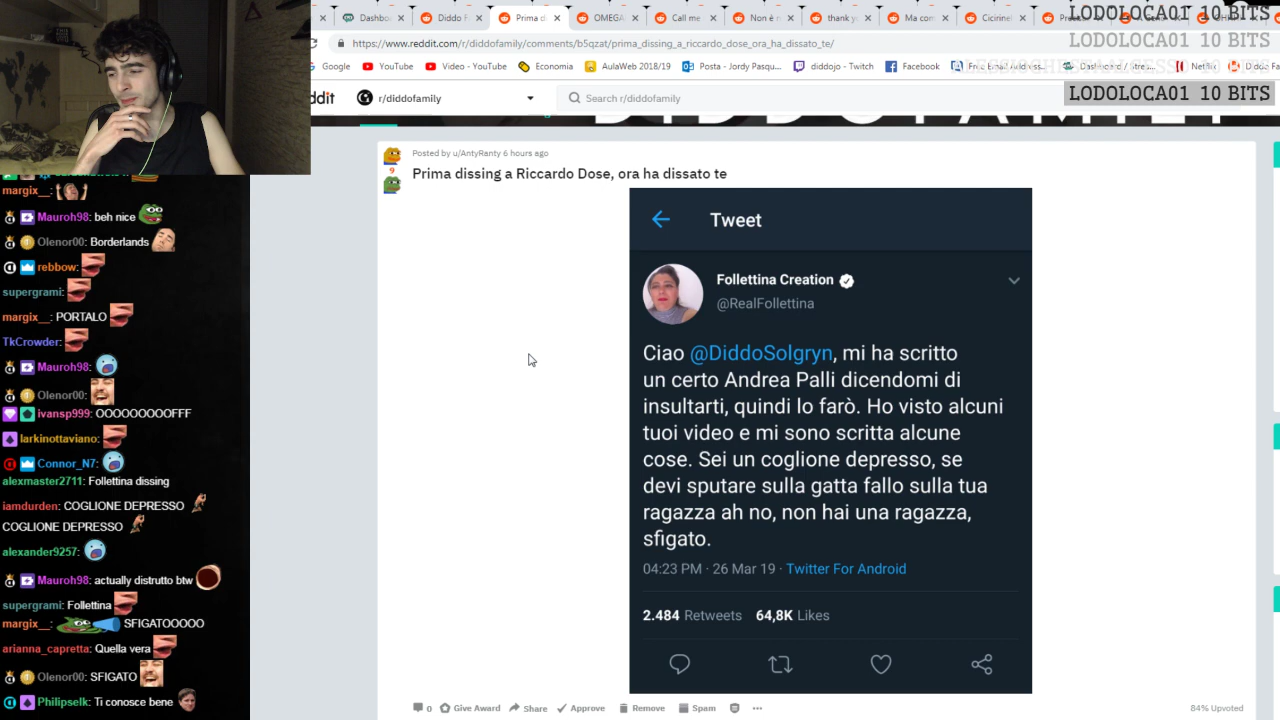 Dashbo
Diddo F
Prima d
OMEGA
Call me
Non è r
thank y
Ma com
Cicirinel
LODOLOCA01 10 BITS
https://www.reddit.com/r/diddofamily/comments/b5qzat/prima_dissing_a_riccardo_dose_ora_ha_dissato_te/
LODOLOCA01 10 BITS
Google
YouTube
Video - YouTube
Economia
AulaWeb 2018/19
Posta - Jordy Pasqu...
diddojo - Twitch
Facebook
Netfli
Diddo Fa
ddit
r/diddofamily
Search r/diddofamily
LODOLOCA01 10 BITS
DIDDOFAMILY
Posted by u/AntyRanty 6 hours ago
9
Prima dissing a Riccardo Dose, ora ha dissato te
Tweet
Follettina Creation
@RealFollettina
Ciao @DiddoSolgryn, mi ha scritto
un certo Andrea Palli dicendomi di
insultarti, quindi lo farò. Ho visto alcuni
tuoi video e mi sono scritta alcune
cose. Sei un coglione depresso, se
devi sputare sulla gatta fallo sulla tua
ragazza ah no, non hai una ragazza,
sfigato.
04:23 PM · 26 Mar 19 · Twitter For Android
2.484 Retweets 64,8K Likes
0 Give Award Share Approve Remove Spam
84% Upvoted
margix__:
Mauroh98: beh nice
Olenor00: Borderlands
rebbow:
supergrami:
margix__: PORTALO
TkCrowder:
Mauroh98:
Olenor00:
ivansp999: OOOOOOOOOFFF
larkinottaviano:
Connor_N7:
alexmaster2711: Follettina dissing
iamdurden: COGLIONE DEPRESSO
COGLIONE DEPRESSO
alexander9257:
Mauroh98: actually distrutto btw
supergrami: Follettina
margix__: SFIGATOOOOO
arianna_capretta: Quella vera
Olenor00: SFIGATO
Philipselk: Ti conosce bene